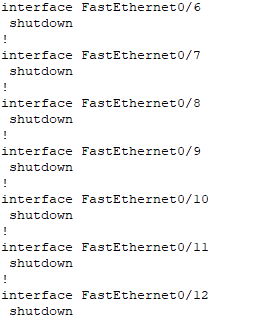 interface FastEthernet0/6
 shutdown
!
interface FastEthernet0/7
 shutdown
!
interface FastEthernet0/8
 shutdown
!
interface FastEthernet0/9
 shutdown
!
interface FastEthernet0/10
 shutdown
!
interface FastEthernet0/11
 shutdown
!
interface FastEthernet0/12
 shutdown